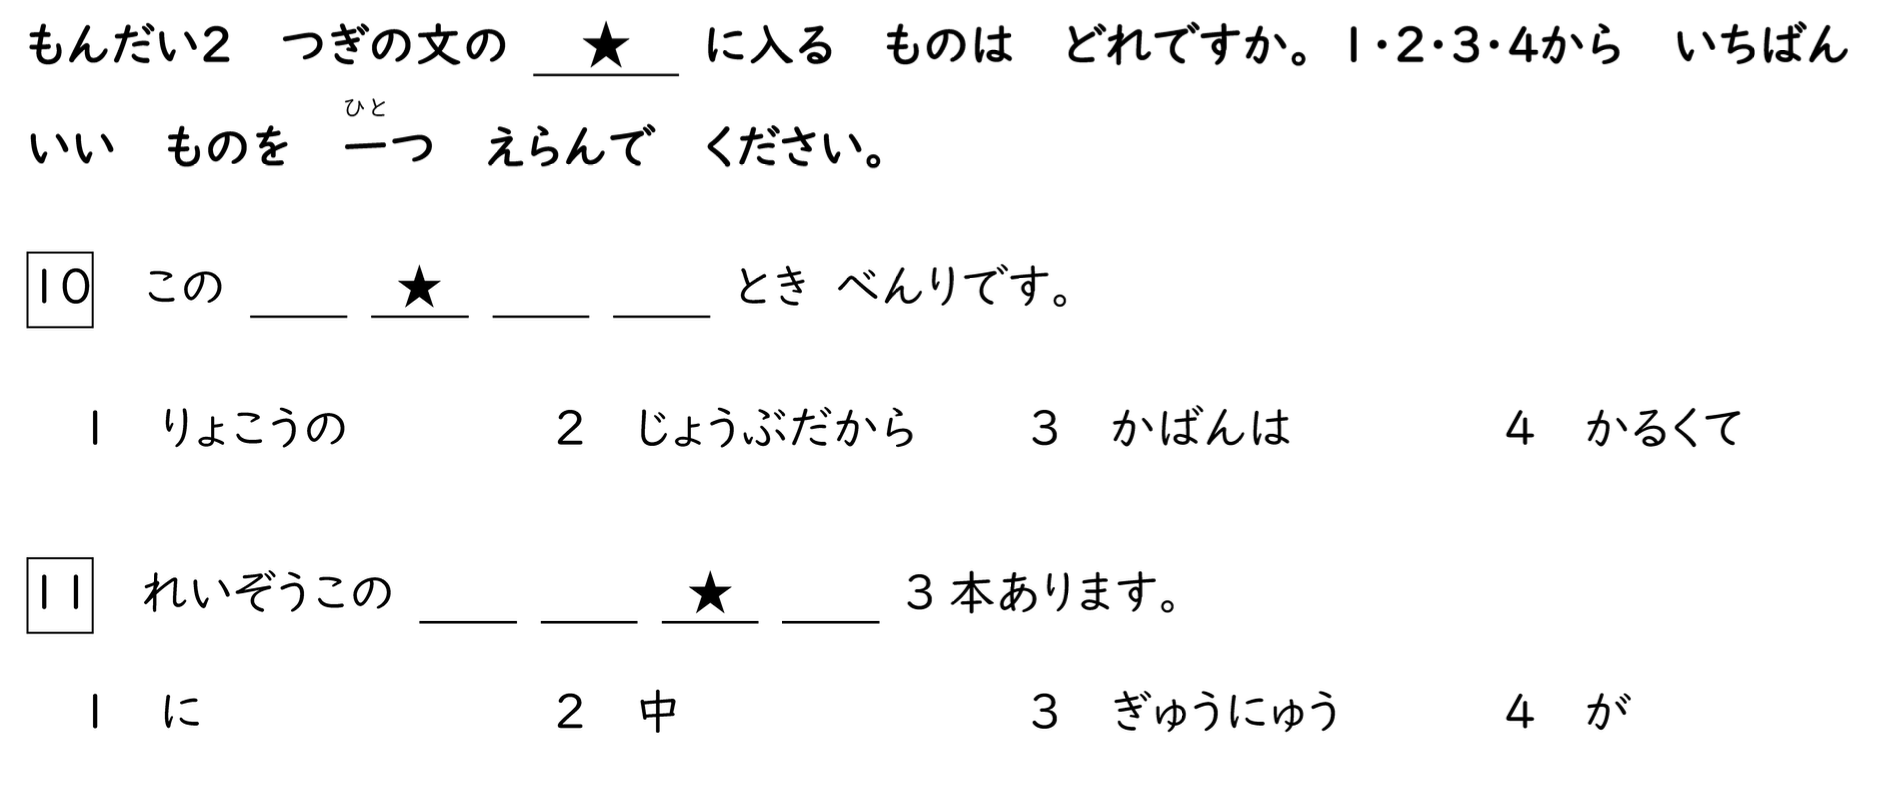 もんだい2　つぎの文の　★　に入る　ものは　どれですか。1・2・3・4から　いちばん
ひと
いい　ものを　一つ　えらんで　ください。
10　この ＿＿ ★ ＿＿ ＿＿ とき べんりです。
1　りょこうの　2　じょうぶだから　3　かばんは　4　かるくて
11　れいぞうこの ＿＿ ＿＿ ★ ＿＿ 3本あります。
1　に　2　中　3　ぎゅうにゅう　4　が